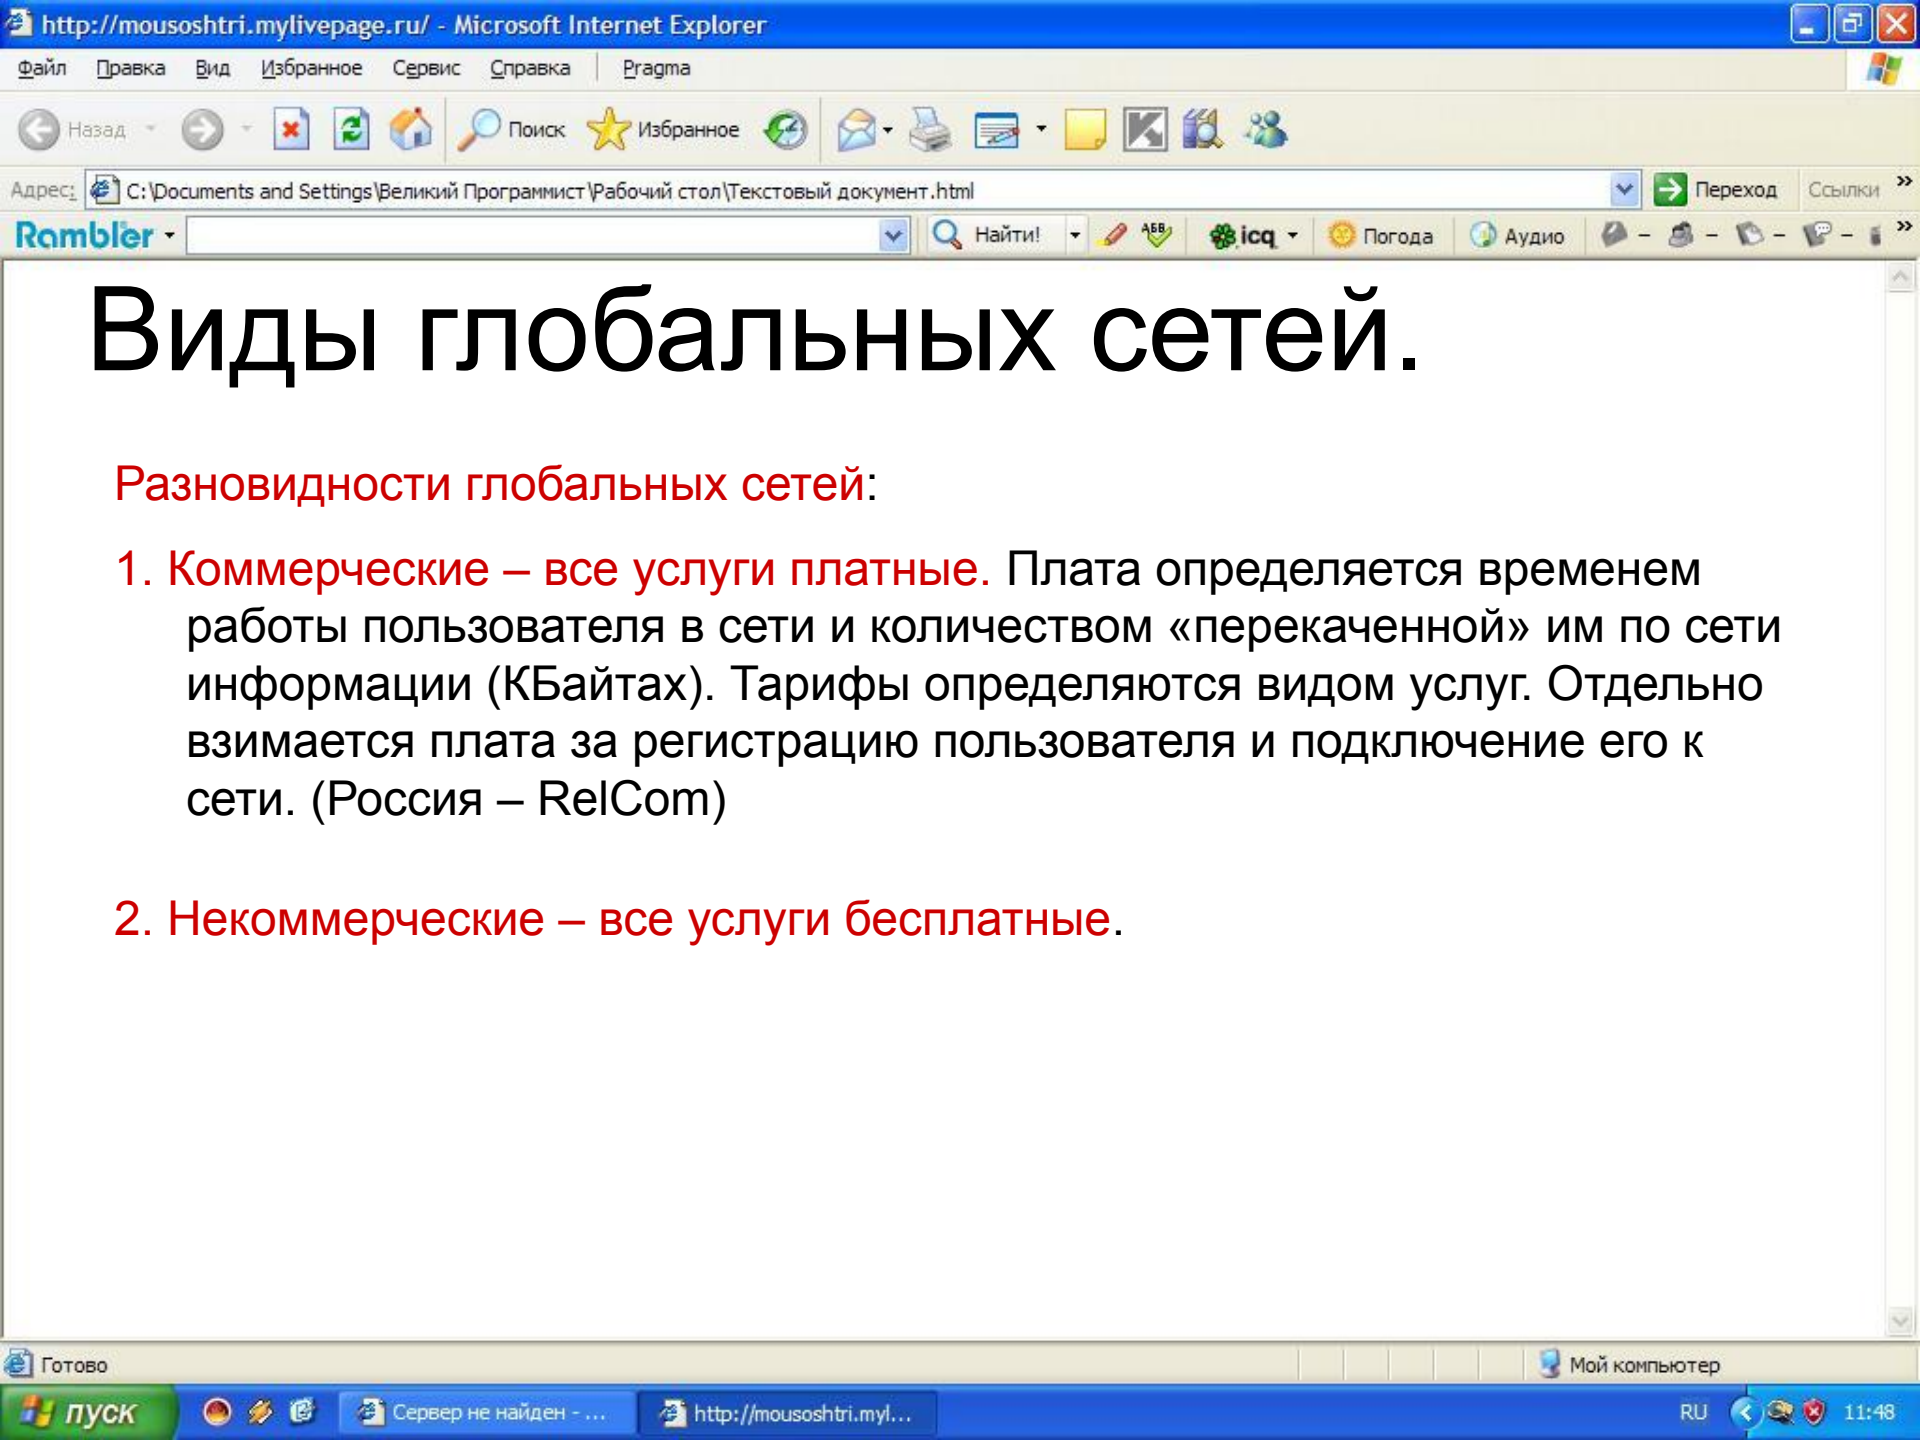 http://mousoshtri.mylivepage.ru/ - Microsoft Internet Explorer
Файл Правка Вид Избранное Сервис Справка Pragma
Назад Поиск Избранное
Адрес: C:\Documents and Settings\Великий Программист\Рабочий стол\Текстовый документ.html Переход Ссылки »
Rambler Найти! АБВ icq Погода Аудио »
Виды глобальных сетей.
Разновидности глобальных сетей:
1. Коммерческие – все услуги платные. Плата определяется временем
работы пользователя в сети и количеством «перекаченной» им по сети
информации (КБайтах). Тарифы определяются видом услуг. Отдельно
взимается плата за регистрацию пользователя и подключение его к
сети. (Россия – RelCom)
2. Некоммерческие – все услуги бесплатные.
Готово Мой компьютер
пуск Сервер не найден - ... http://mousoshtri.myl... RU 11:48